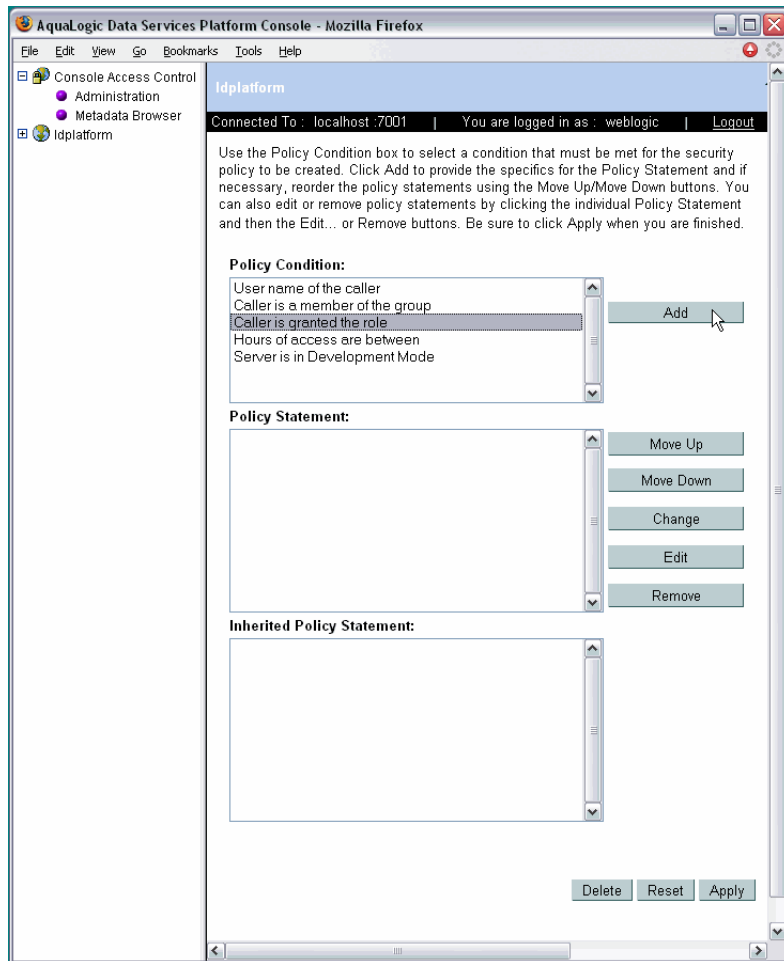 AquaLogic Data Services Platform Console - Mozilla Firefox
File Edit View Go Bookmarks Tools Help
Console Access Control
Administration
Metadata Browser
ldplatform
ldplatform
Connected To : localhost :7001 | You are logged in as : weblogic | Logout
Use the Policy Condition box to select a condition that must be met for the security
policy to be created. Click Add to provide the specifics for the Policy Statement and if
necessary, reorder the policy statements using the Move Up/Move Down buttons. You
can also edit or remove policy statements by clicking the individual Policy Statement
and then the Edit... or Remove buttons. Be sure to click Apply when you are finished.
Policy Condition:
User name of the caller
Caller is a member of the group
Caller is granted the role
Hours of access are between
Server is in Development Mode
Add
Policy Statement:
Move Up
Move Down
Change
Edit
Remove
Inherited Policy Statement:
Delete Reset Apply